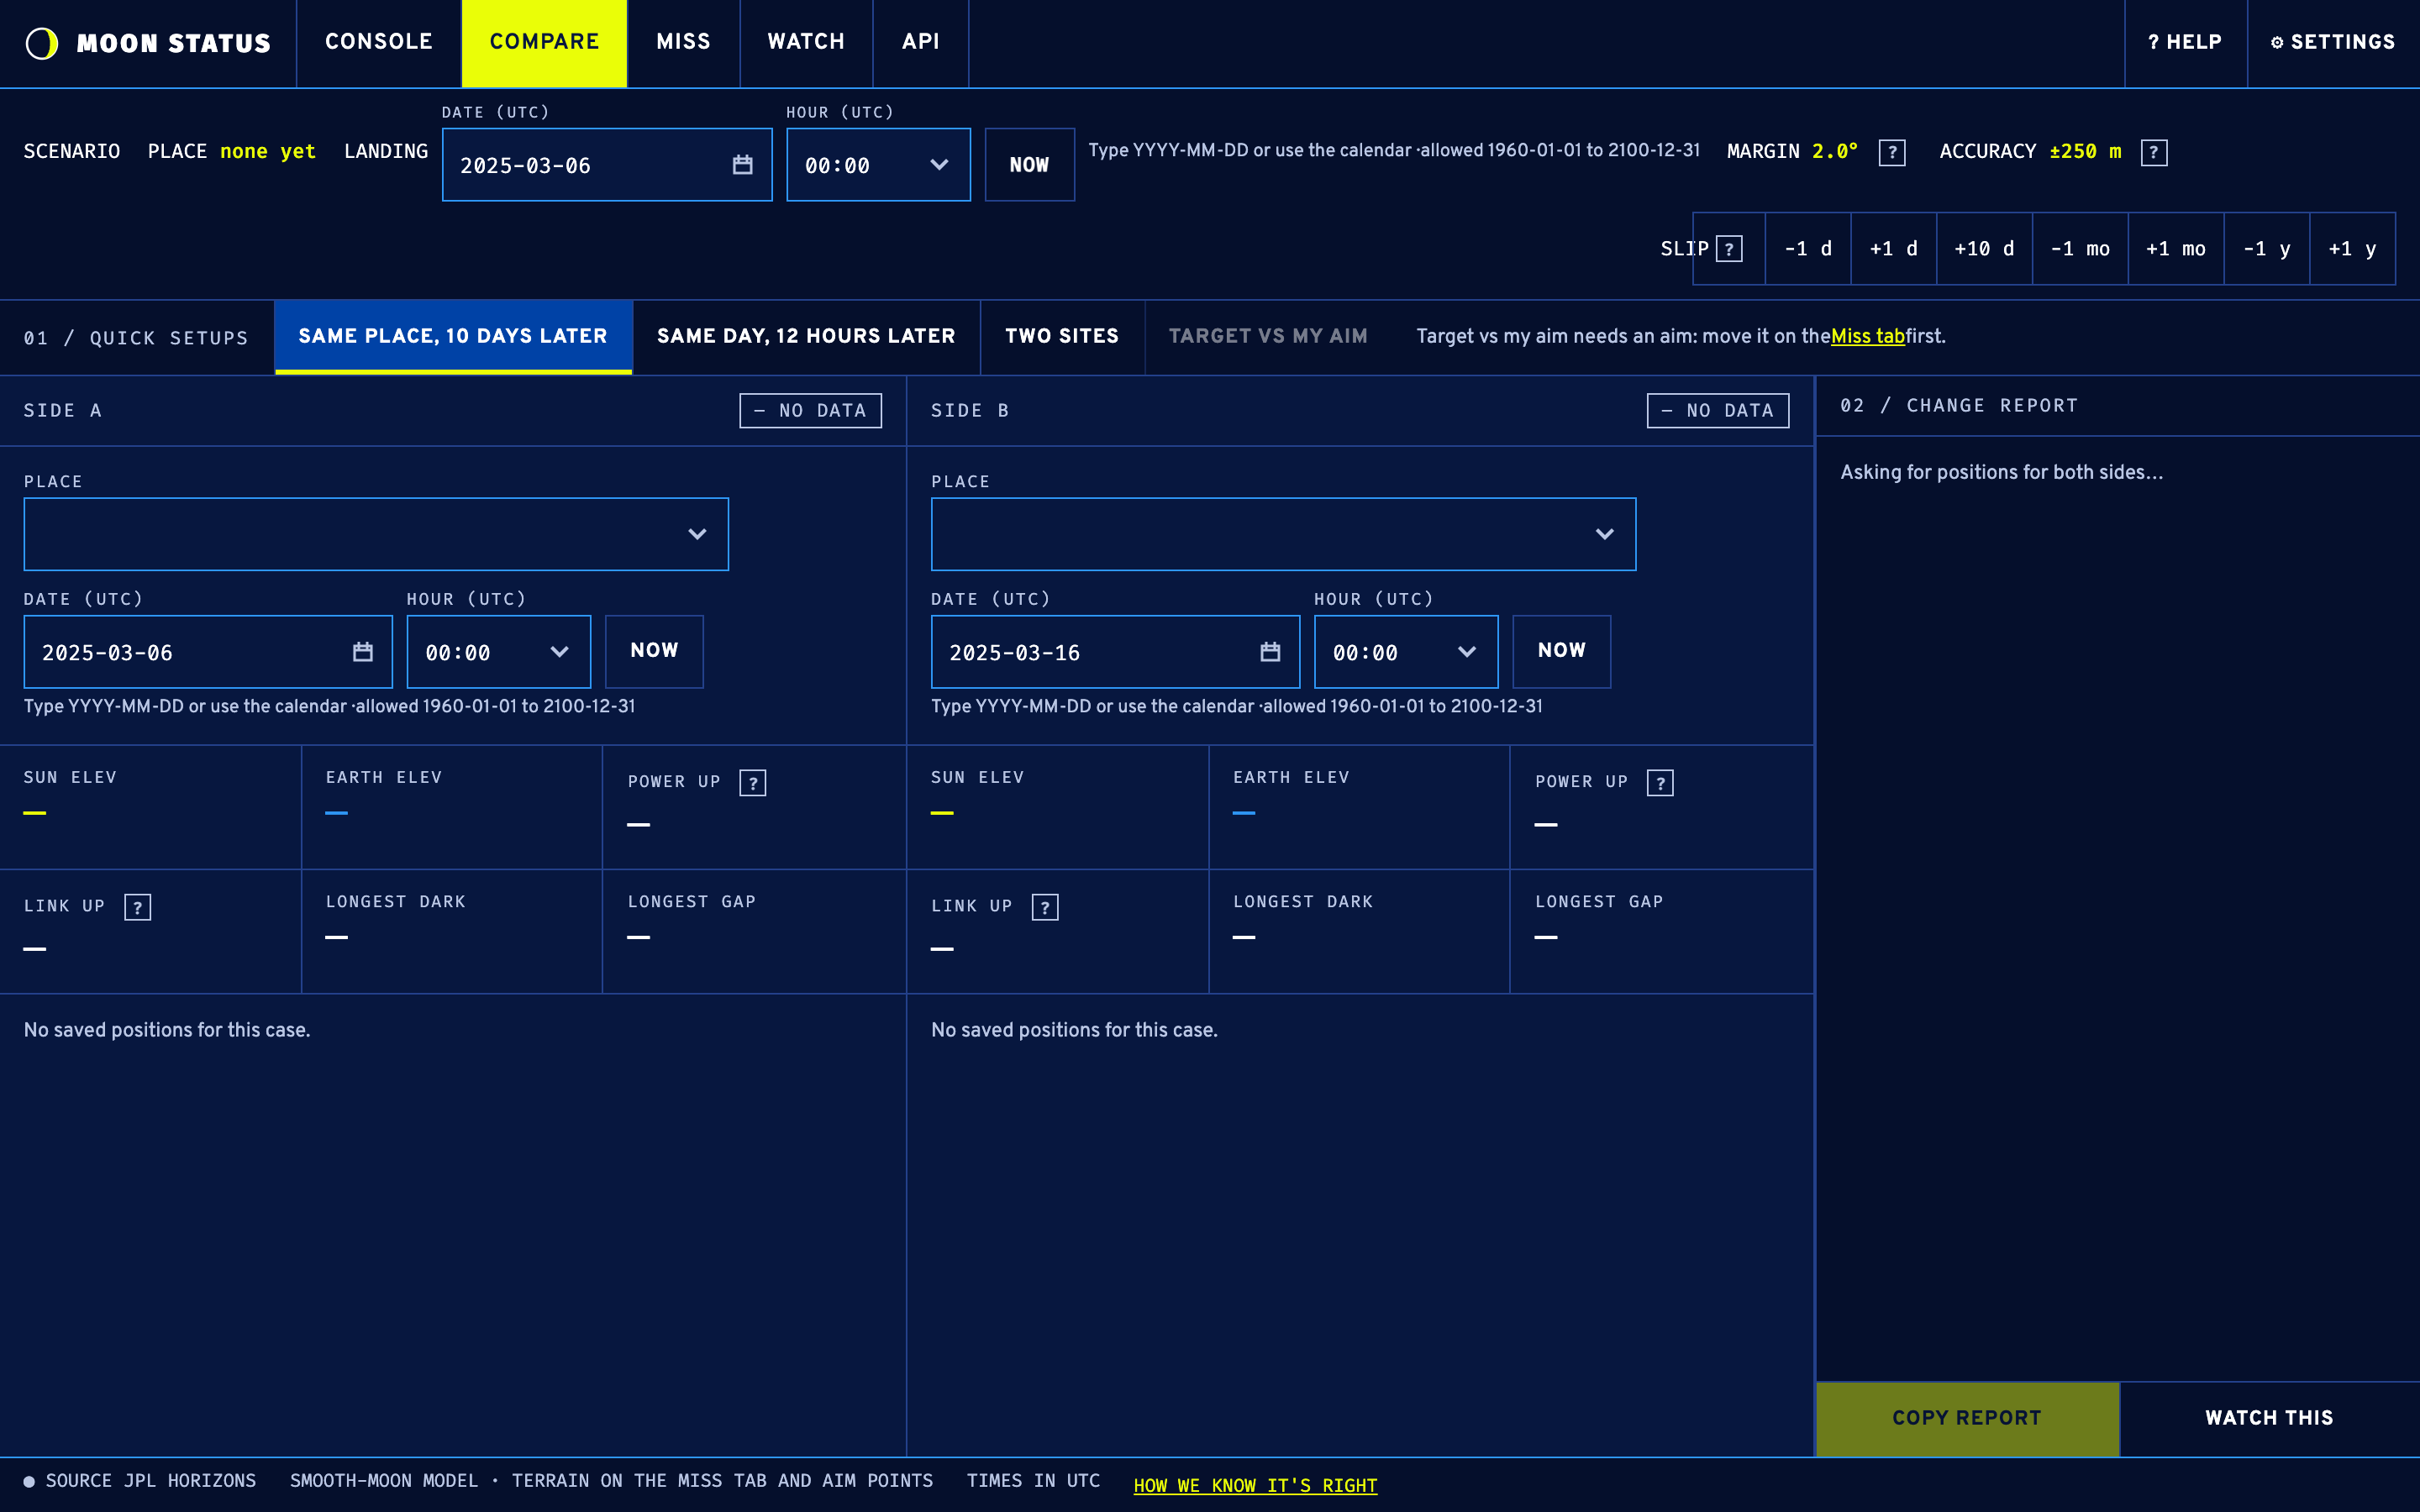 MOON STATUS
CONSOLE
COMPARE
MISS
WATCH
API
? HELP
⚙ SETTINGS
SCENARIO PLACE none yet LANDING
DATE (UTC)
2025-03-06
HOUR (UTC)
00:00
NOW
Type YYYY-MM-DD or use the calendar ·allowed 1960-01-01 to 2100-12-31
MARGIN 2.0° ?
ACCURACY ±250 m ?
SLIP ?
-1 d
+1 d
+10 d
-1 mo
+1 mo
-1 y
+1 y
01 / QUICK SETUPS
SAME PLACE, 10 DAYS LATER
SAME DAY, 12 HOURS LATER
TWO SITES
TARGET VS MY AIM
Target vs my aim needs an aim: move it on theMiss tabfirst.
SIDE A
— NO DATA
PLACE
DATE (UTC)
2025-03-06
HOUR (UTC)
00:00
NOW
Type YYYY-MM-DD or use the calendar ·allowed 1960-01-01 to 2100-12-31
SUN ELEV
—
EARTH ELEV
—
POWER UP ?
—
LINK UP ?
—
LONGEST DARK
—
LONGEST GAP
—
No saved positions for this case.
SIDE B
— NO DATA
PLACE
DATE (UTC)
2025-03-16
HOUR (UTC)
00:00
NOW
Type YYYY-MM-DD or use the calendar ·allowed 1960-01-01 to 2100-12-31
SUN ELEV
—
EARTH ELEV
—
POWER UP ?
—
LINK UP ?
—
LONGEST DARK
—
LONGEST GAP
—
No saved positions for this case.
02 / CHANGE REPORT
Asking for positions for both sides…
COPY REPORT
WATCH THIS
SOURCE JPL HORIZONS
SMOOTH-MOON MODEL · TERRAIN ON THE MISS TAB AND AIM POINTS
TIMES IN UTC
HOW WE KNOW IT'S RIGHT